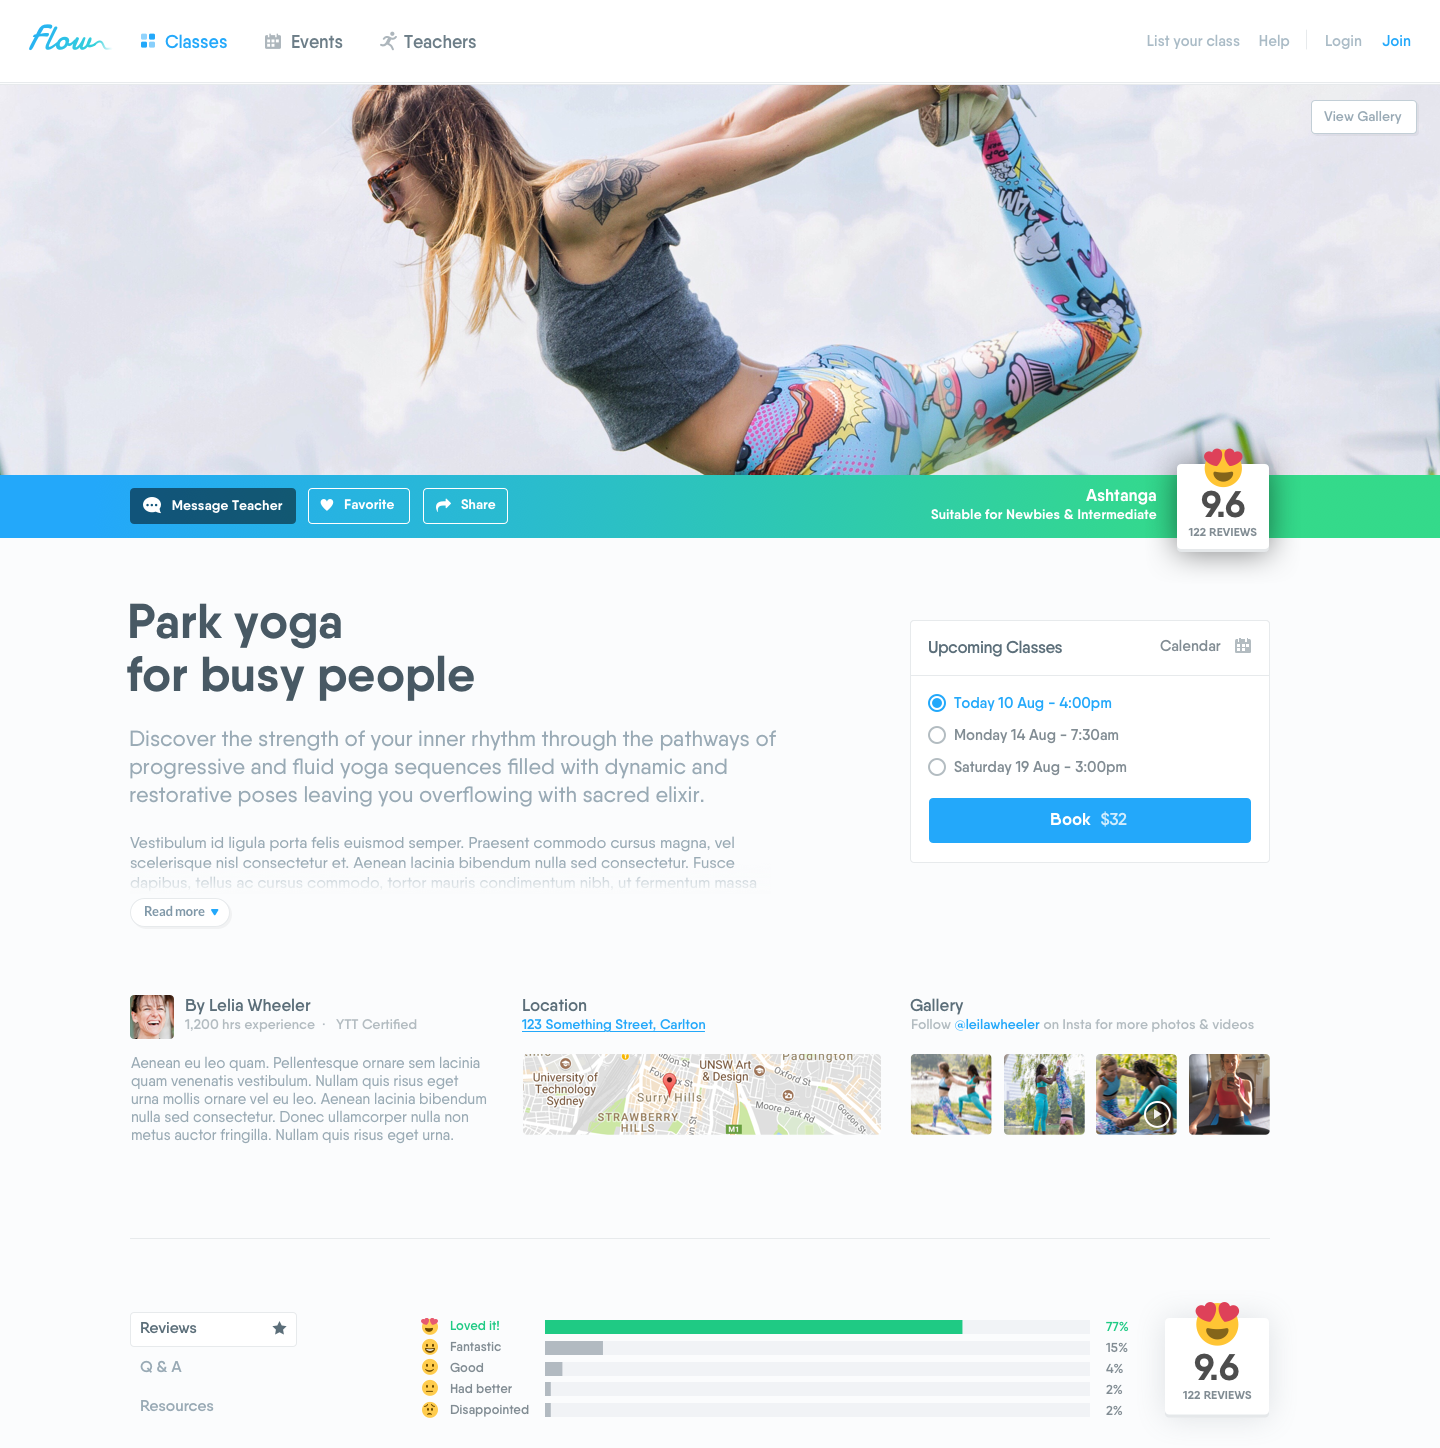 flow
Classes
Events
Teachers
List your class
Help
Login
Join
View Gallery
Message Teacher
Favorite
Share
Ashtanga
Suitable for Newbies & Intermediate
9.6
122 REVIEWS
Park yoga
for busy people
Discover the strength of your inner rhythm through the pathways of
progressive and fluid yoga sequences filled with dynamic and
restorative poses leaving you overflowing with sacred elixir.
Vestibulum id ligula porta felis euismod semper. Praesent commodo cursus magna, vel
scelerisque nisl consectetur et. Aenean lacinia bibendum nulla sed consectetur. Fusce
dapibus, tellus ac cursus commodo, tortor mauris condimentum nibh, ut fermentum massa
Read more
Upcoming Classes
Calendar
Today 10 Aug - 4:00pm
Monday 14 Aug - 7:30am
Saturday 19 Aug - 3:00pm
Book $32
By Lelia Wheeler
1,200 hrs experience · YTT Certified
Aenean eu leo quam. Pellentesque ornare sem lacinia
quam venenatis vestibulum. Nullam quis risus eget
urna mollis ornare vel eu leo. Aenean lacinia bibendum
nulla sed consectetur. Donec ullamcorper nulla non
metus auctor fringilla. Nullam quis risus eget urna.
Location
123 Something Street, Carlton
Paddington
University of
Technology
Sydney
UNSW Art
& Design
Oxford St
Surry Hills
Moore Park Rd
Gordon St
STRAWBERRY
HILLS
M1
Gallery
Follow @leilawheeler on Insta for more photos & videos
Reviews
Q & A
Resources
Loved it!
77%
Fantastic
15%
Good
4%
Had better
2%
Disappointed
2%
9.6
122 REVIEWS